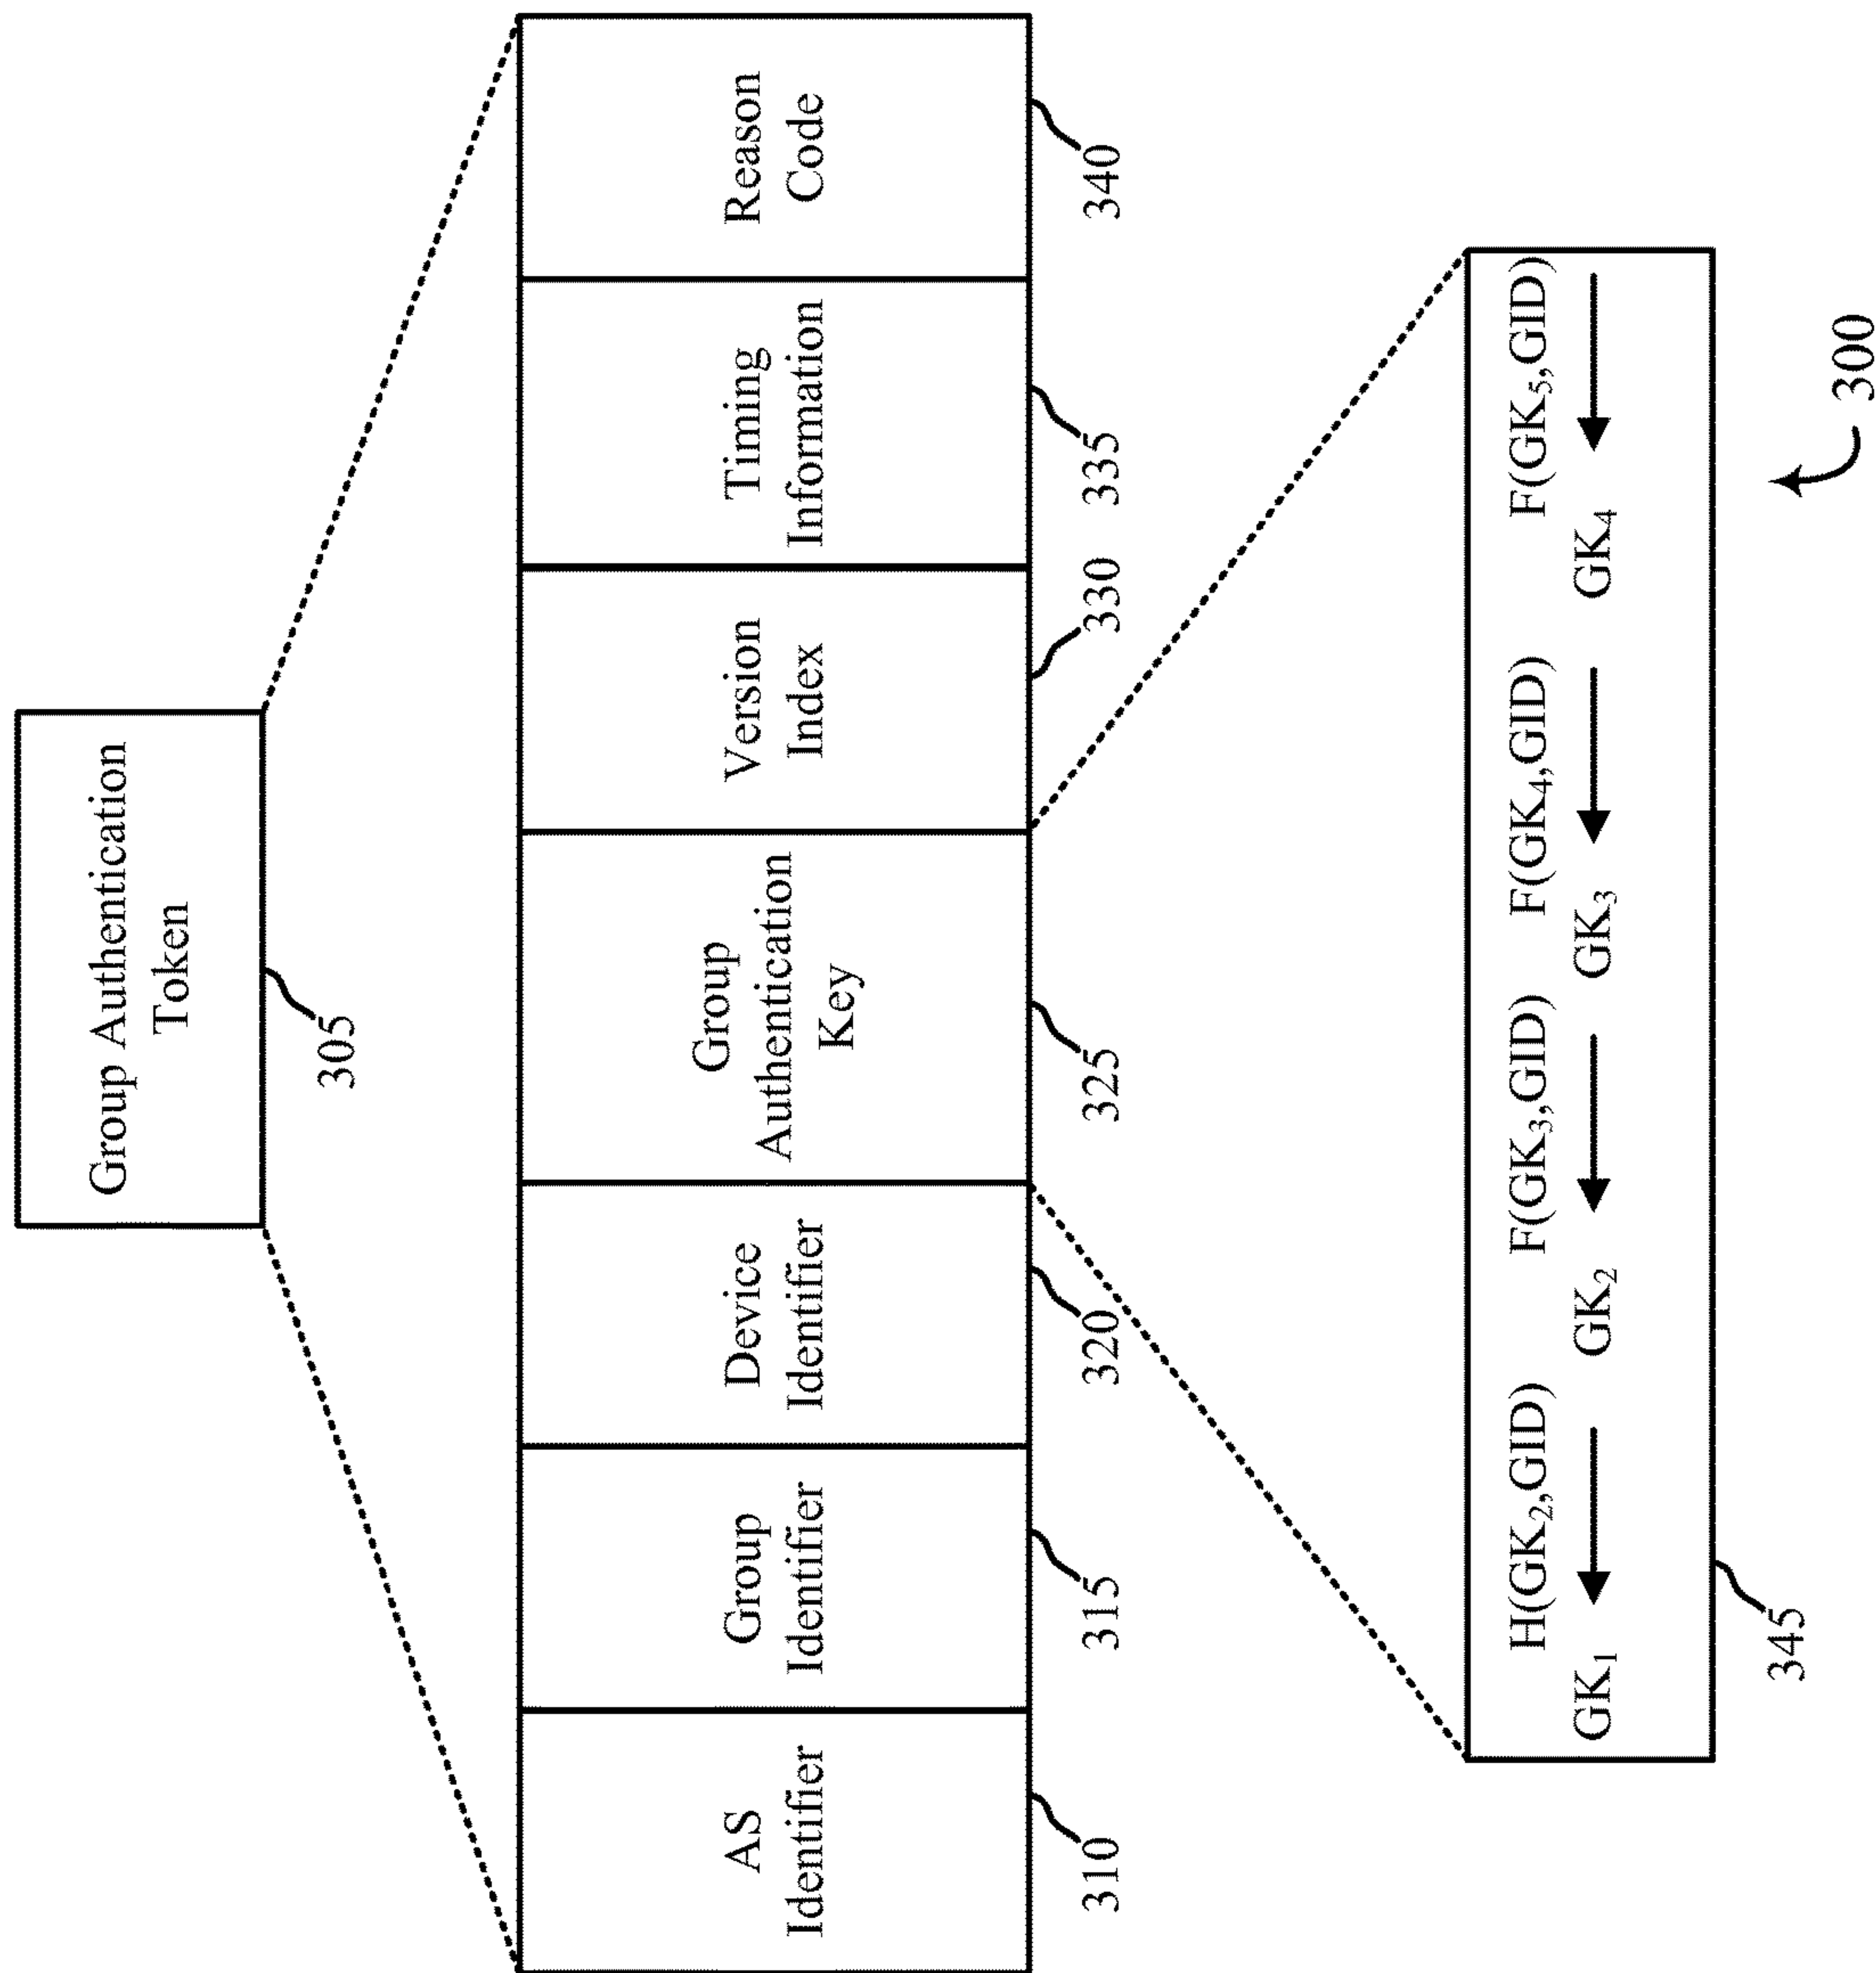 Group Authentication
Token
305
AS
Identifier
Group
Identifier
Device
Identifier
Group
Authentication
Key
Version
Index
Timing
Information
Reason
Code
310
315
320
325
330
335
340
H(GK₂,GID)
F(GK₃,GID)
F(GK₄,GID)
F(GK₅,GID)
GK₁
GK₂
GK₃
GK₄
345
300